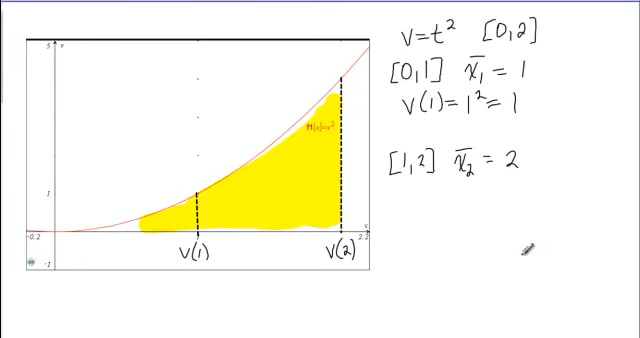 5 y
f1(x)=x²
1
-0.2 x 2.2
-1
V(1) V(2)
V=t² [0,2]
[0,1] x̅₁ = 1
V(1)=1²=1
[1,2] x̅₂ = 2